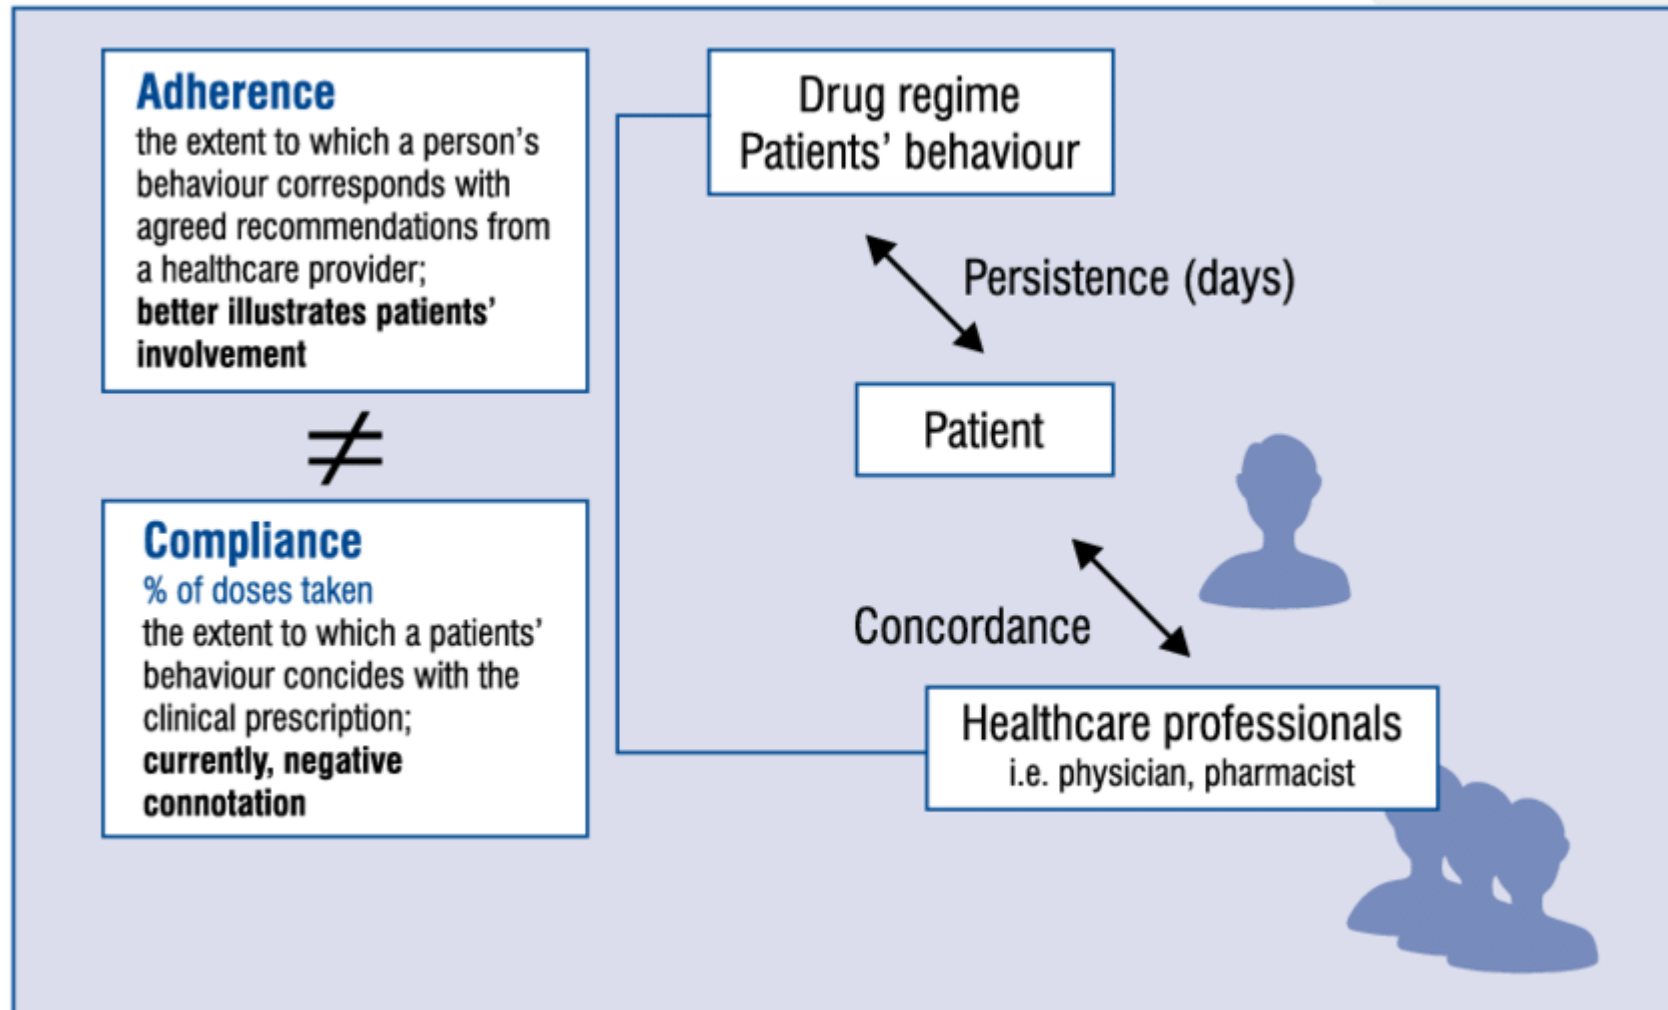 Adherence
the extent to which a person's
behaviour corresponds with
agreed recommendations from
a healthcare provider;
better illustrates patients'
involvement
≠
Compliance
% of doses taken
the extent to which a patients'
behaviour concides with the
clinical prescription;
currently, negative
connotation
Drug regime
Patients' behaviour
Persistence (days)
Patient
Concordance
Healthcare professionals
i.e. physician, pharmacist